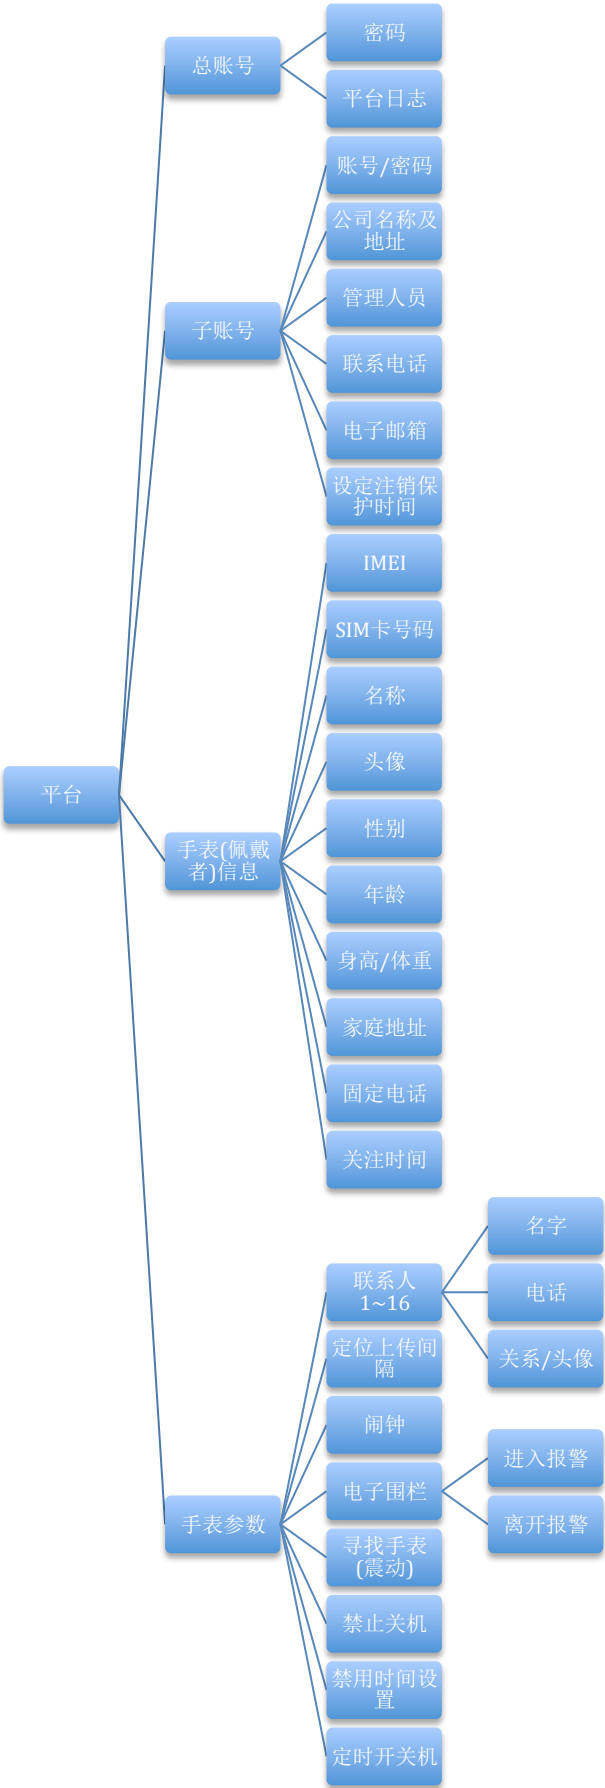 平台
总账号
密码
平台日志
子账号
账号/密码
公司名称及
地址
管理人员
联系电话
电子邮箱
设定注销保
护时间
手表(佩戴
者)信息
IMEI
SIM卡号码
名称
头像
性别
年龄
身高/体重
家庭地址
固定电话
关注时间
手表参数
联系人
1~16
名字
电话
关系/头像
定位上传间
隔
闹钟
电子围栏
进入报警
离开报警
寻找手表
(震动)
禁止关机
禁用时间设
置
定时开关机